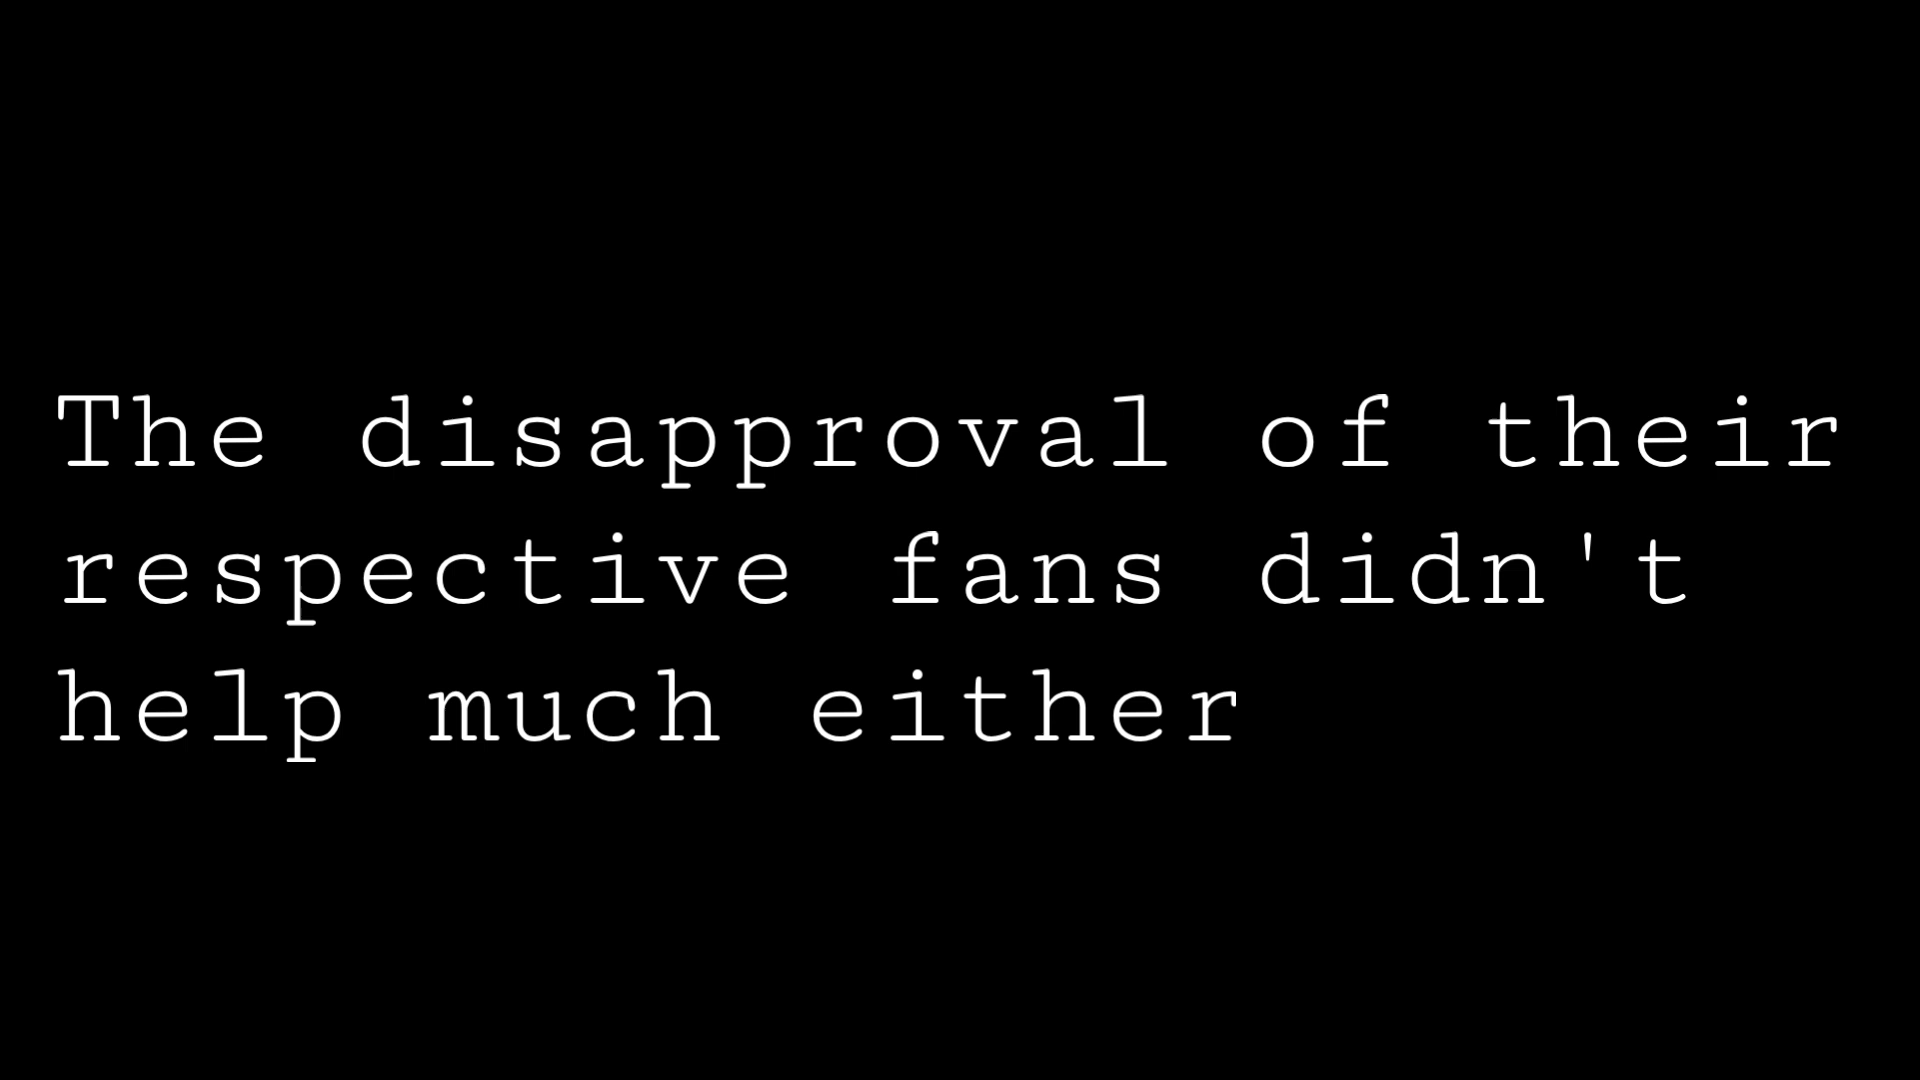 The disapproval of their
respective fans didn't
help much either